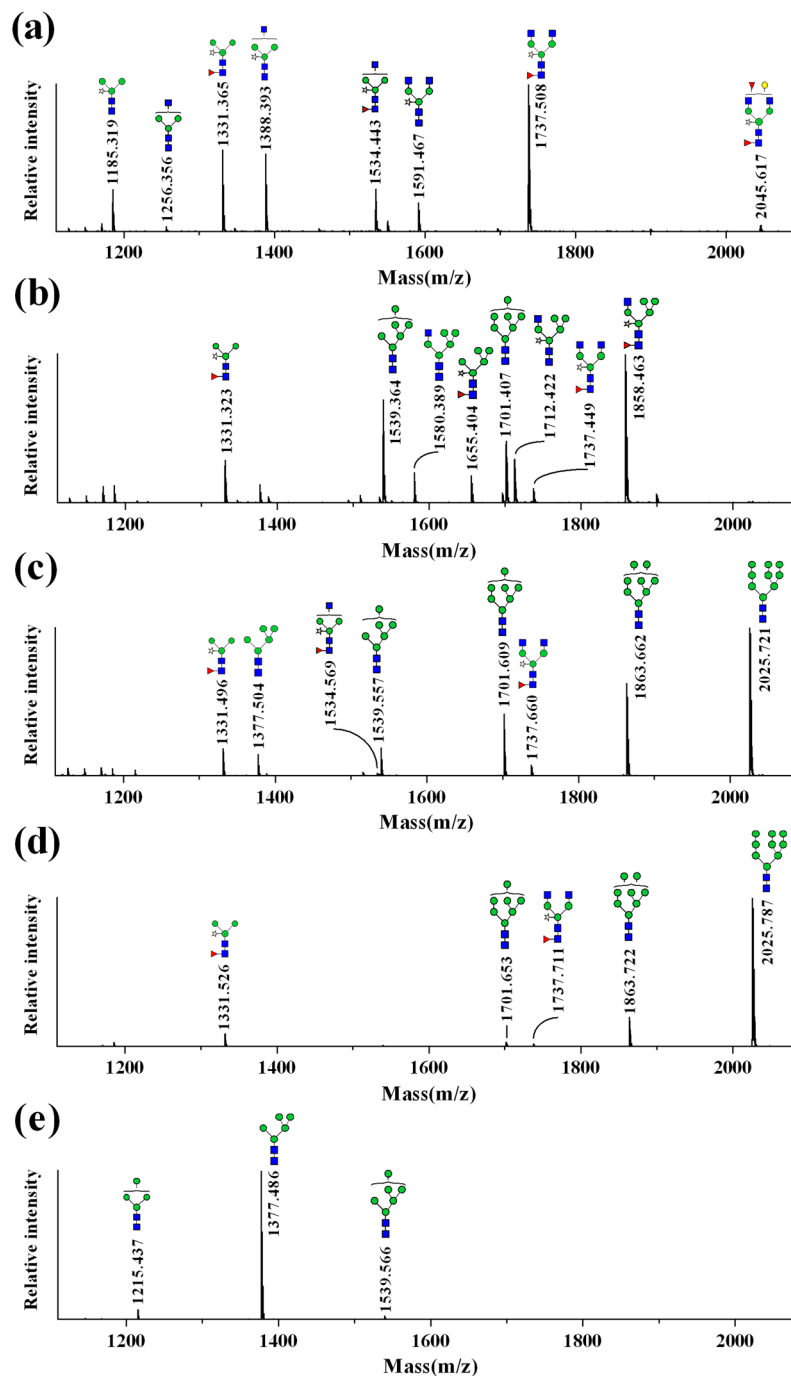 (a)
Relative intensity
1185.319
1256.356
1331.365
1388.393
1534.443
1591.467
1737.508
2045.617
1200 1400 1600 1800 2000
Mass(m/z)
(b)
Relative intensity
1331.323
1539.364
1580.389
1655.404
1701.407
1712.422
1737.449
1858.463
1200 1400 1600 1800 2000
Mass(m/z)
(c)
Relative intensity
1331.496
1377.504
1534.569
1539.557
1701.609
1737.660
1863.662
2025.721
1200 1400 1600 1800 2000
Mass(m/z)
(d)
Relative intensity
1331.526
1701.653
1737.711
1863.722
2025.787
1200 1400 1600 1800 2000
Mass(m/z)
(e)
Relative intensity
1215.437
1377.486
1539.566
1200 1400 1600 1800 2000
Mass(m/z)